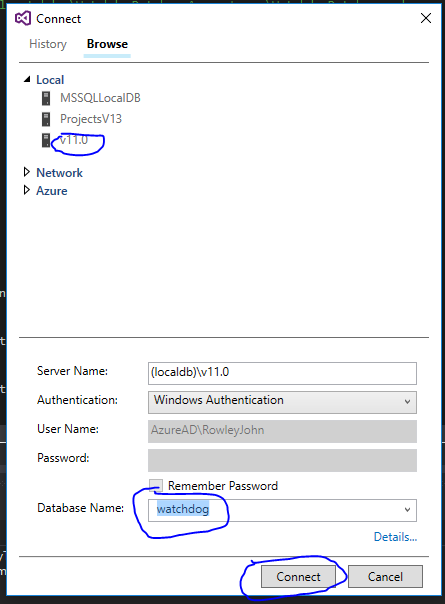 Connect
History Browse
Local
MSSQLLocalDB
ProjectsV13
v11.0
Network
Azure
Server Name: (localdb)\v11.0
Authentication: Windows Authentication
User Name: AzureAD\RowleyJohn
Password:
Remember Password
Database Name: watchdog
Details...
Connect Cancel